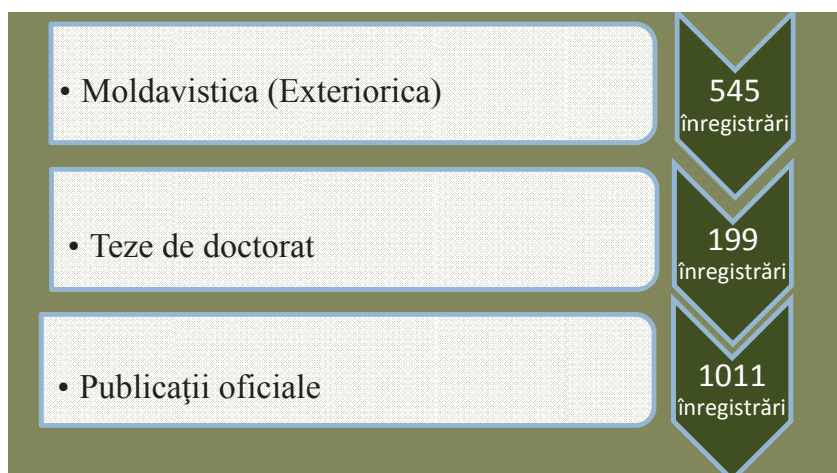 • Moldavistica (Exteriorica)
545
înregistrări
• Teze de doctorat
199
înregistrări
• Publicaţii oficiale
1011
înregistrări